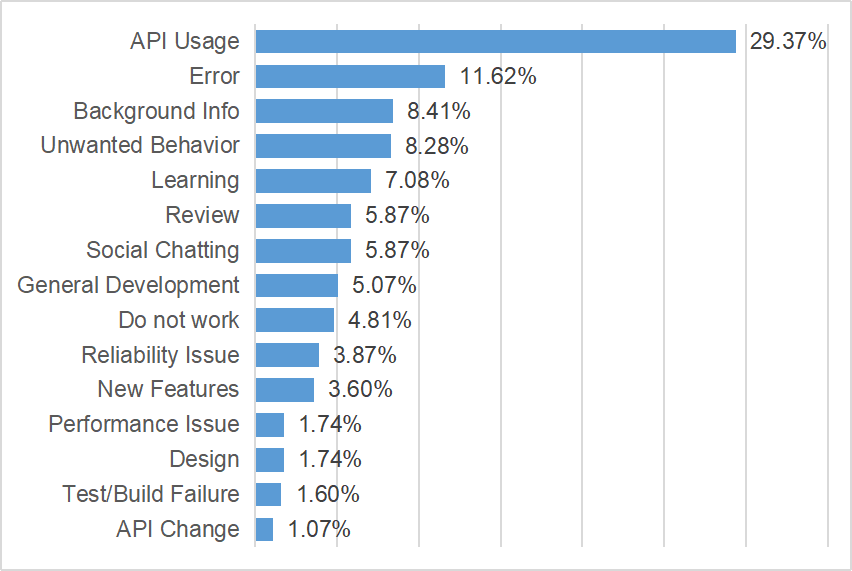 API Usage 29.37%
Error 11.62%
Background Info 8.41%
Unwanted Behavior 8.28%
Learning 7.08%
Review 5.87%
Social Chatting 5.87%
General Development 5.07%
Do not work 4.81%
Reliability Issue 3.87%
New Features 3.60%
Performance Issue 1.74%
Design 1.74%
Test/Build Failure 1.60%
API Change 1.07%